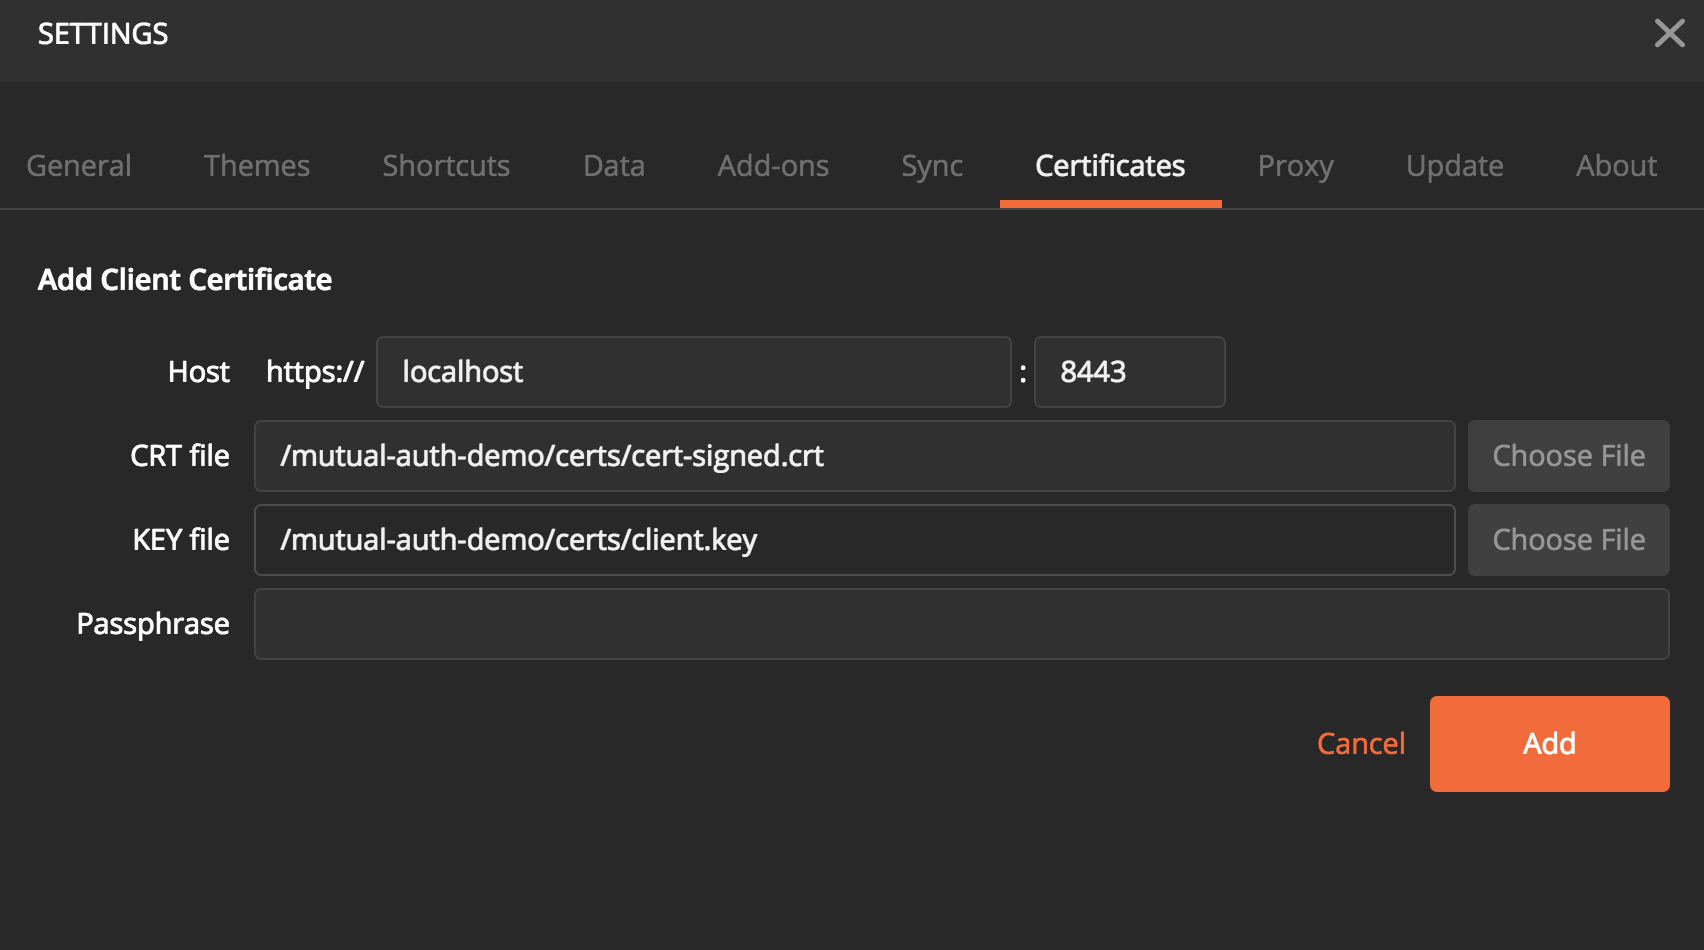 SETTINGS
General Themes Shortcuts Data Add-ons Sync Certificates Proxy Update About
Add Client Certificate
Host https:// localhost : 8443
CRT file /mutual-auth-demo/certs/cert-signed.crt Choose File
KEY file /mutual-auth-demo/certs/client.key Choose File
Passphrase
Cancel Add